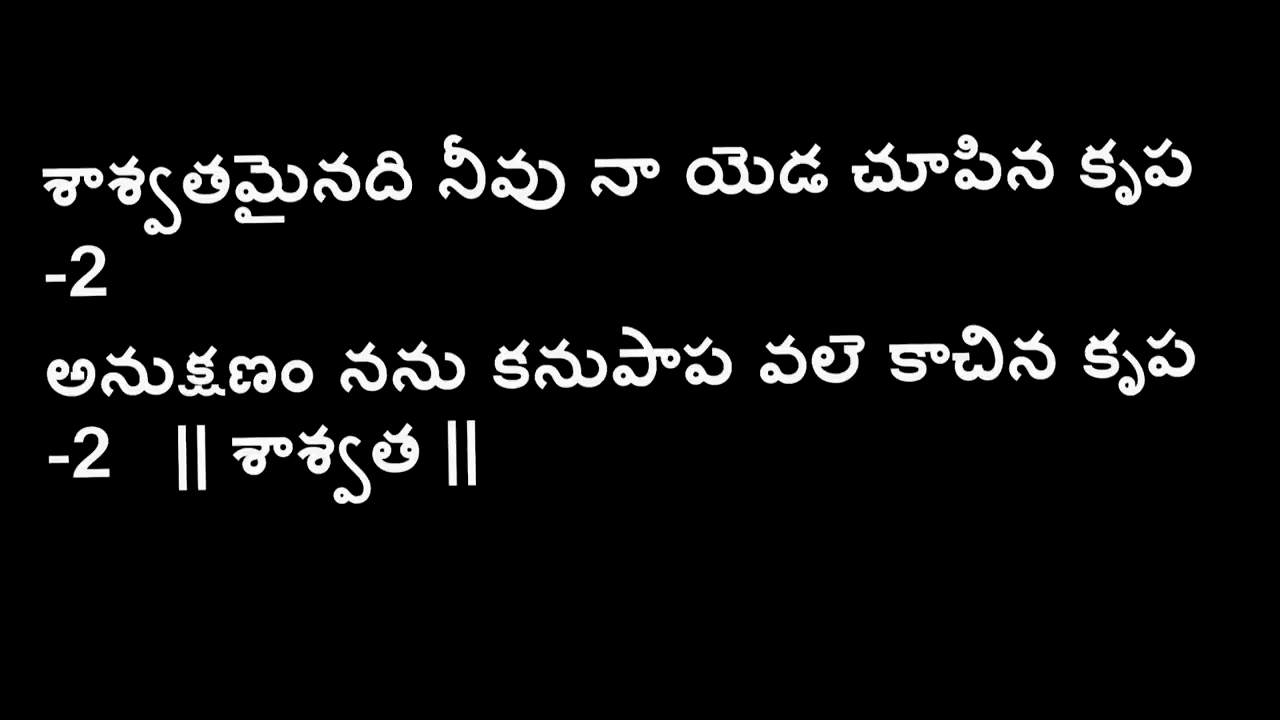 శాశ్వతమైనది నీవు నా యెడ చూపిన కృప
-2
అనుక్షణం నను కనుపాప వలె కాచిన కృప
-2 || శాశ్వత ||